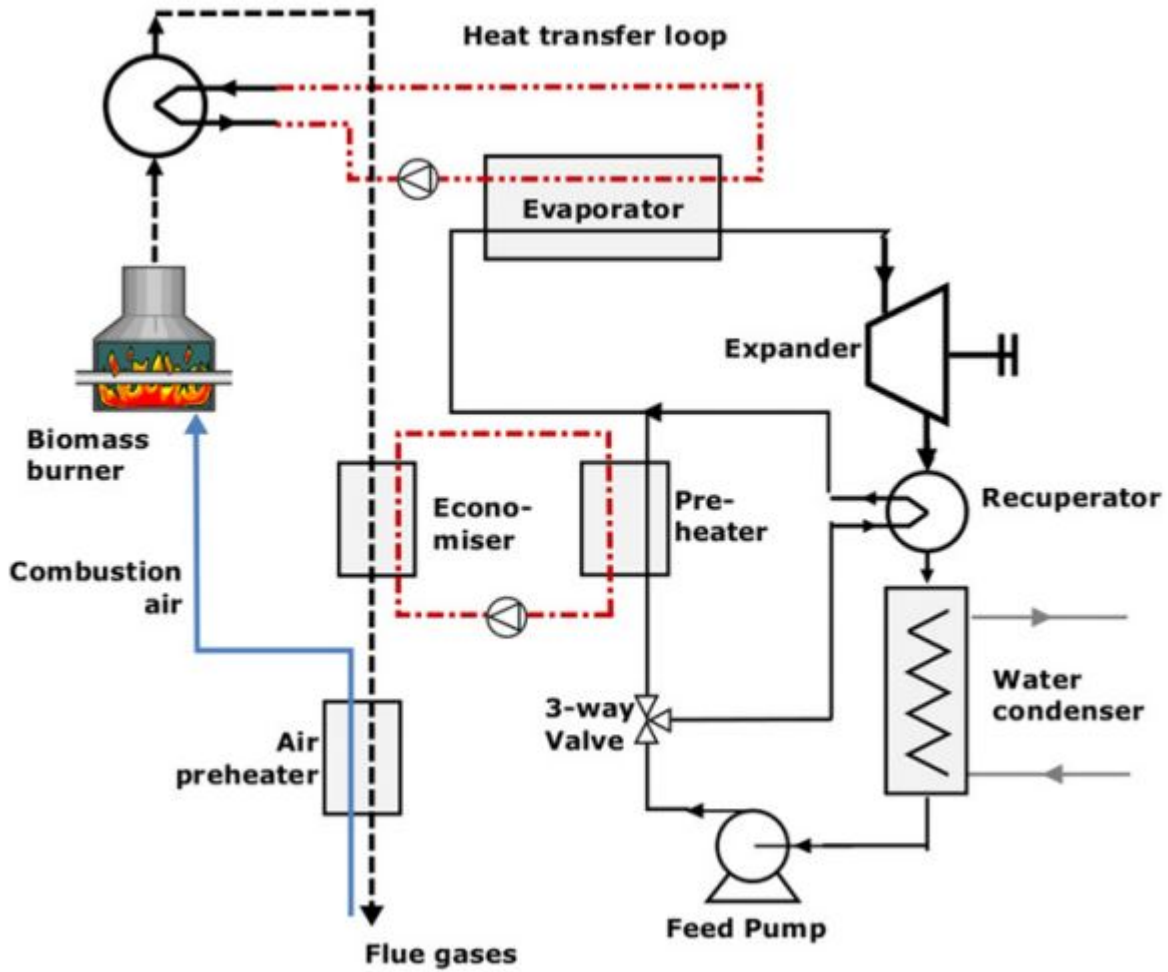 Heat transfer loop
Evaporator
Expander
Biomass
burner
Econo-
miser
Pre-
heater
Recuperator
Combustion
air
3-way
Valve
Water
condenser
Air
preheater
Feed Pump
Flue gases